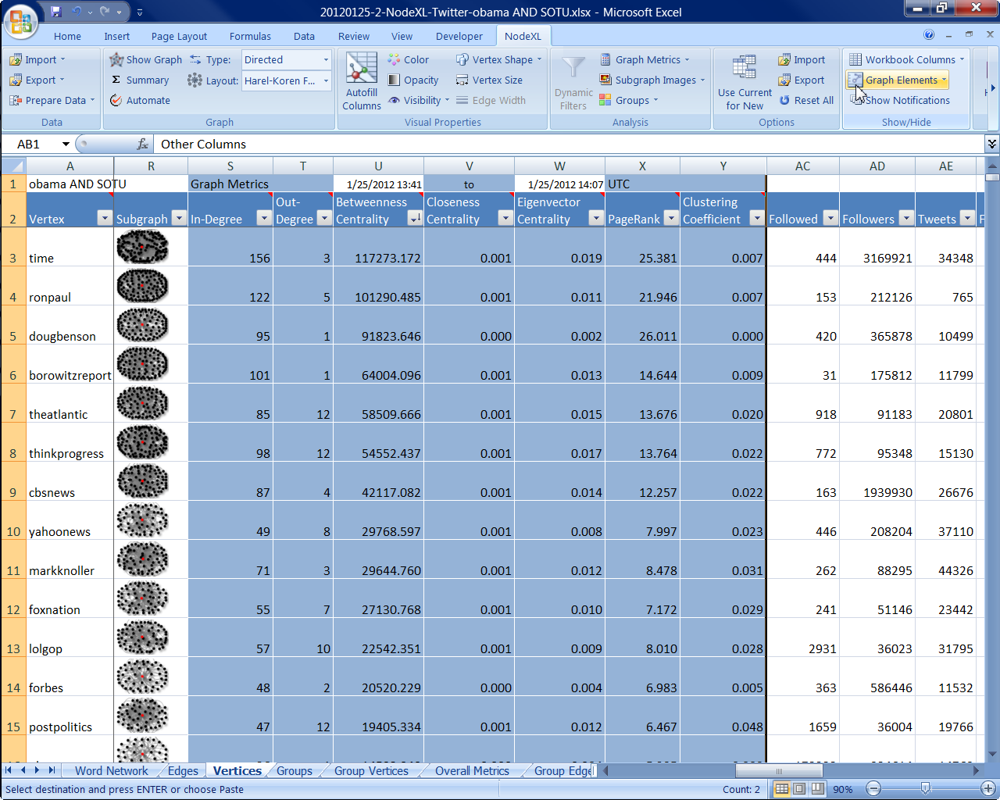 20120125-2-NodeXL-Twitter-obama AND SOTU.xlsx - Microsoft Excel
Home Insert Page Layout Formulas Data Review View Developer NodeXL
Import Show Graph Type: Directed Color Vertex Shape Graph Metrics Import Workbook Columns
Export Summary Layout: Harel-Koren F... Opacity Vertex Size Subgraph Images Export Graph Elements
Prepare Data Automate Autofill Columns Visibility Edge Width Dynamic Filters Groups Use Current for New Reset All Show Notifications
Data Graph Visual Properties Analysis Options Show/Hide
AB1 fx Other Columns
A R S T U V W X Y AC AD AE
1 obama AND SOTU Graph Metrics 1/25/2012 13:41 to 1/25/2012 14:07 UTC
2 Vertex Subgraph In-Degree Out-Degree Betweenness Centrality Closeness Centrality Eigenvector Centrality PageRank Clustering Coefficient Followed Followers Tweets F
3 time 156 3 117273.172 0.001 0.019 25.381 0.007 444 3169921 34348
4 ronpaul 122 5 101290.485 0.001 0.011 21.946 0.007 153 212126 765
5 dougbenson 95 1 91823.646 0.000 0.002 26.011 0.000 420 365878 10499
6 borowitzreport 101 1 64004.096 0.001 0.013 14.644 0.009 31 175812 11799
7 theatlantic 85 12 58509.666 0.001 0.015 13.676 0.020 918 91183 20801
8 thinkprogress 98 12 54552.437 0.001 0.017 13.764 0.022 772 95348 15130
9 cbsnews 87 4 42117.082 0.001 0.014 12.257 0.022 163 1939930 26676
10 yahoonews 49 8 29768.597 0.001 0.008 7.997 0.023 446 208204 37110
11 markknoller 71 3 29644.760 0.001 0.012 8.478 0.031 262 88295 44326
12 foxnation 55 7 27130.768 0.001 0.010 7.172 0.029 241 51146 23442
13 lolgop 57 10 22542.351 0.001 0.009 8.010 0.028 2931 36023 31795
14 forbes 48 2 20520.229 0.000 0.004 6.983 0.005 363 586446 11532
15 postpolitics 47 12 19405.334 0.001 0.012 6.467 0.048 1659 36004 19766
Word Network Edges Vertices Groups Group Vertices Overall Metrics Group Edge
Select destination and press ENTER or choose Paste Count: 2 90%